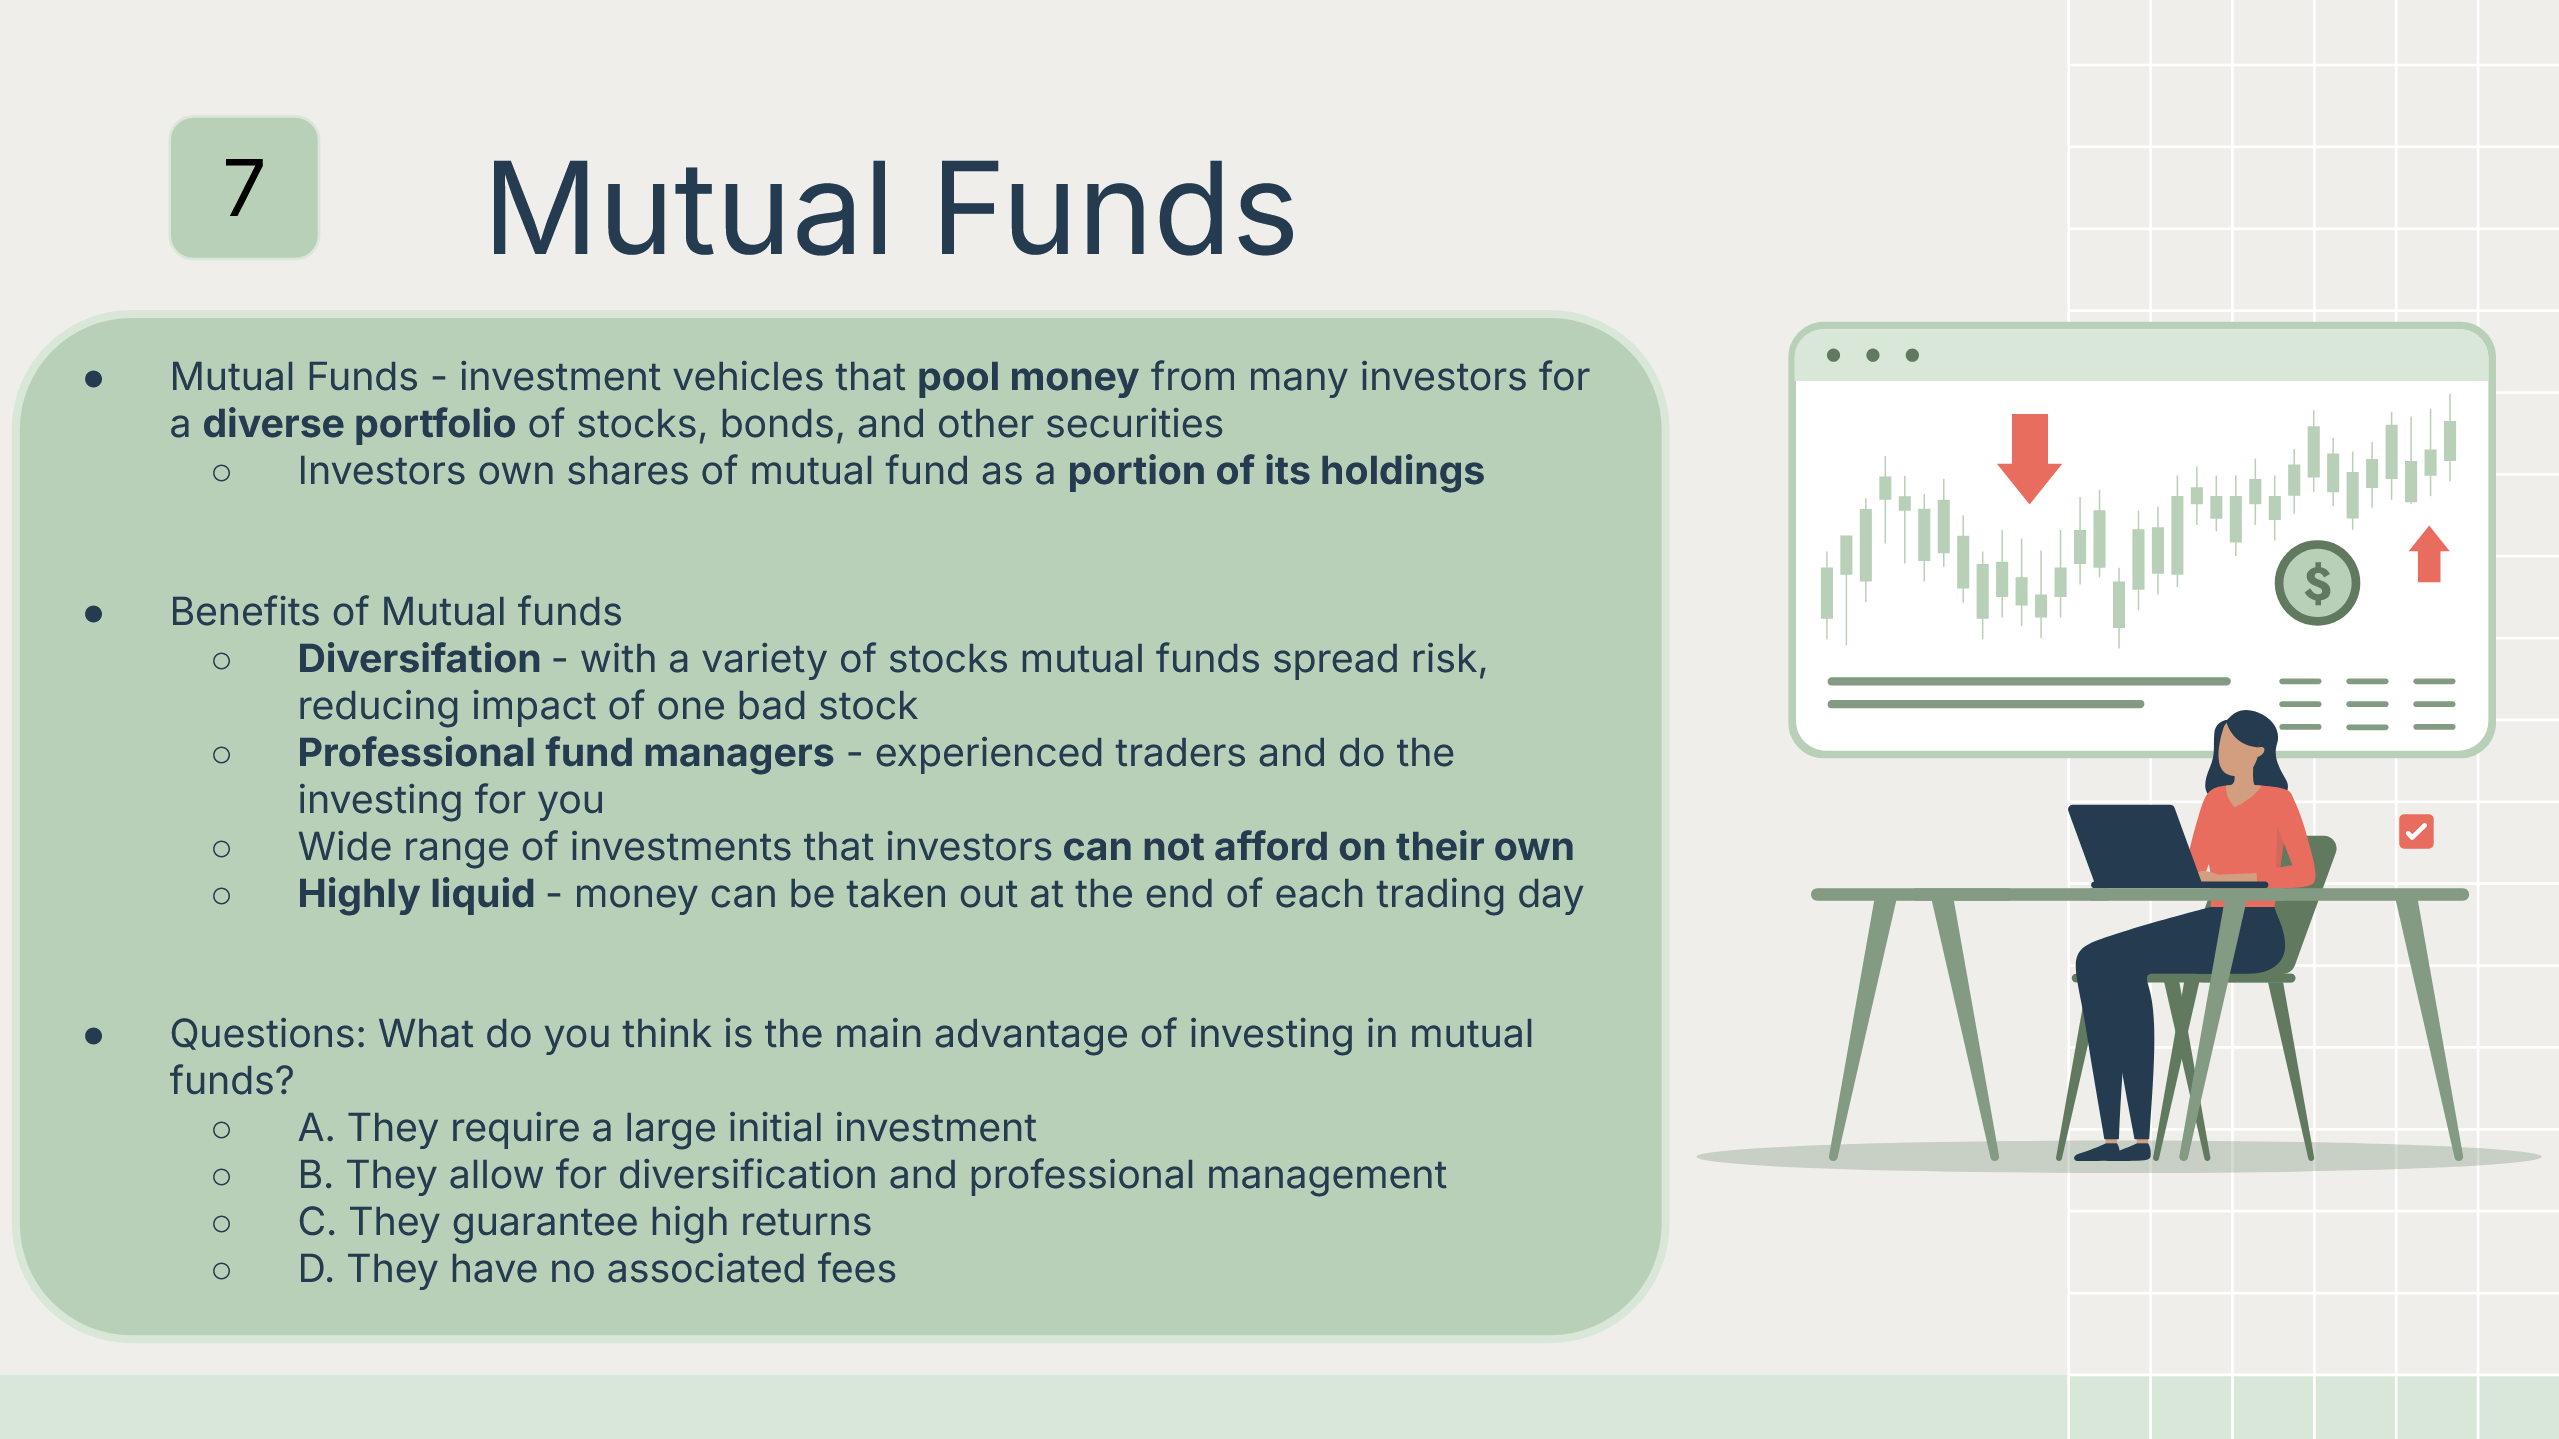 7
Mutual Funds
● Mutual Funds - investment vehicles that pool money from many investors for
a diverse portfolio of stocks, bonds, and other securities
○ Investors own shares of mutual fund as a portion of its holdings
● Benefits of Mutual funds
○ Diversifation - with a variety of stocks mutual funds spread risk,
reducing impact of one bad stock
○ Professional fund managers - experienced traders and do the
investing for you
○ Wide range of investments that investors can not afford on their own
○ Highly liquid - money can be taken out at the end of each trading day
● Questions: What do you think is the main advantage of investing in mutual
funds?
○ A. They require a large initial investment
○ B. They allow for diversification and professional management
○ C. They guarantee high returns
○ D. They have no associated fees
$